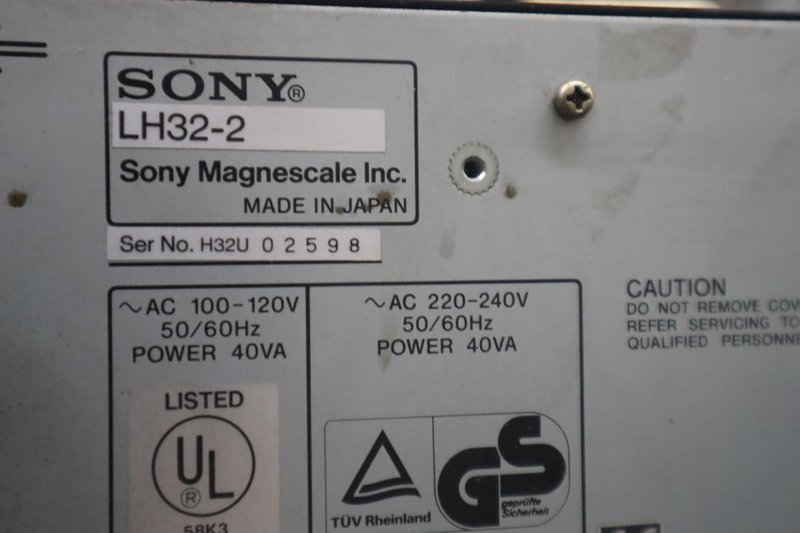 SONY®
LH32-2
Sony Magnescale Inc.
MADE IN JAPAN
Ser No. H32U 02598
~AC 100-120V
50/60Hz
POWER 40VA
~AC 220-240V
50/60Hz
POWER 40VA
CAUTION
DO NOT REMOVE COV
REFER SERVICING TO
QUALIFIED PERSONNE
LISTED
UL®
58K3
TÜV Rheinland
GS
geprüfte
Sicherheit